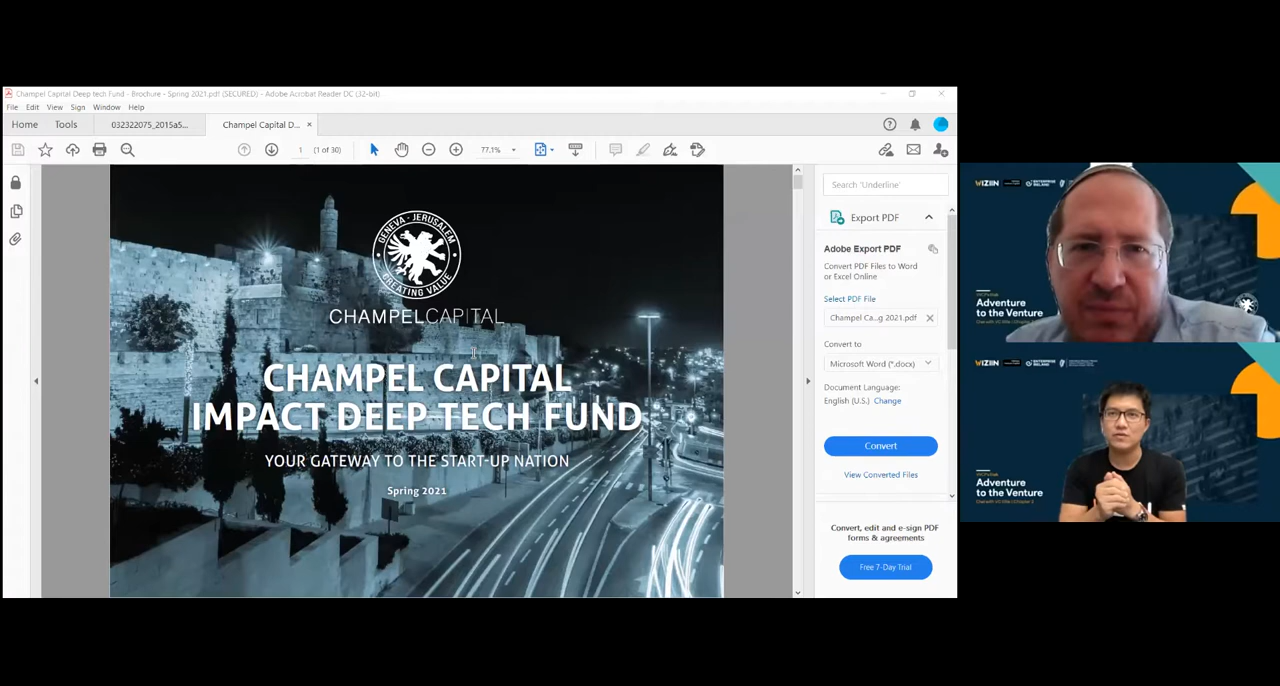 Champel Capital Deep tech Fund - Brochure - Spring 2021.pdf (SECURED) - Adobe Acrobat Reader DC (32-bit)
File Edit View Sign Window Help
Home Tools 032322075_2015a5... Champel Capital D...
1 (1 of 30) 77.1%
GENEVA · JERUSALEM
CREATING VALUE
CHAMPELCAPITAL
CHAMPEL CAPITAL
IMPACT DEEP TECH FUND
YOUR GATEWAY TO THE START-UP NATION
Spring 2021
Search 'Underline'
Export PDF
Adobe Export PDF
Convert PDF Files to Word
or Excel Online
Select PDF File
Champel Ca...g 2021.pdf
Convert to
Microsoft Word (*.docx)
Document Language:
English (U.S.) Change
Convert
View Converted Files
Convert, edit and e-sign PDF
forms & agreements
Free 7-Day Trial
WIZIIN
ENTERPRISE
IRELAND
Adventure
to the Venture
WIZIIN
ENTERPRISE
IRELAND
Adventure
to the Venture